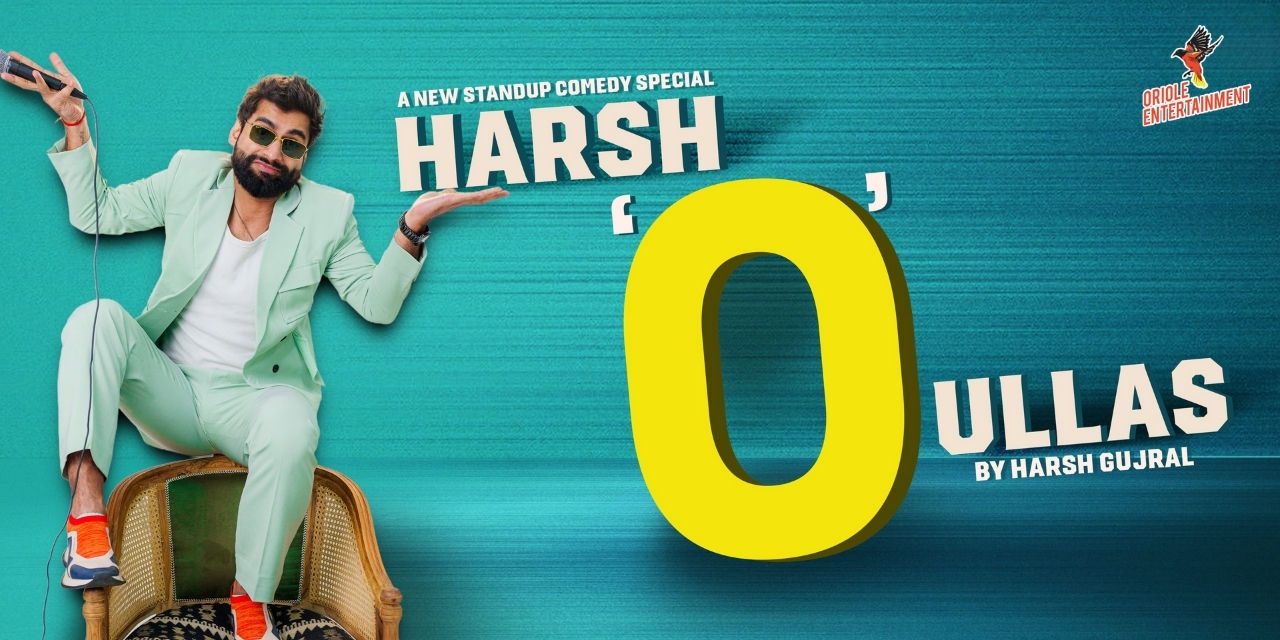 A NEW STANDUP COMEDY SPECIAL
HARSH
‘O’
ULLAS
BY HARSH GUJRAL
ORIOLE
ENTERTAINMENT